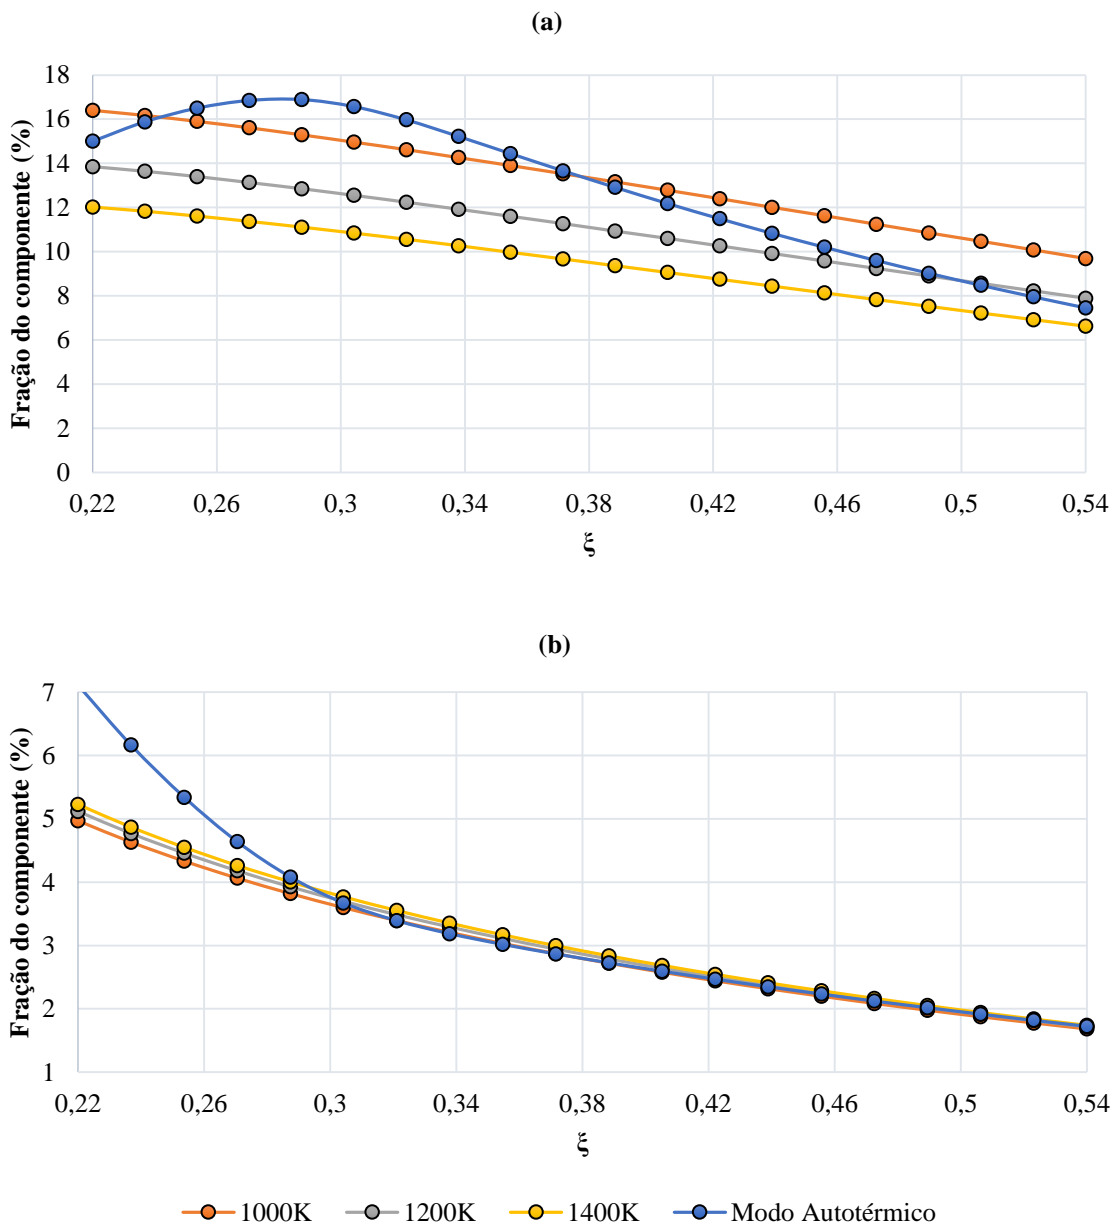 (a)
Fração do componente (%)
18
16
14
12
10
8
6
4
2
0
0,22 0,26 0,3 0,34 0,38 0,42 0,46 0,5 0,54
ξ
(b)
Fração do componente (%)
7
6
5
4
3
2
1
0,22 0,26 0,3 0,34 0,38 0,42 0,46 0,5 0,54
ξ
1000K 1200K 1400K Modo Autotérmico